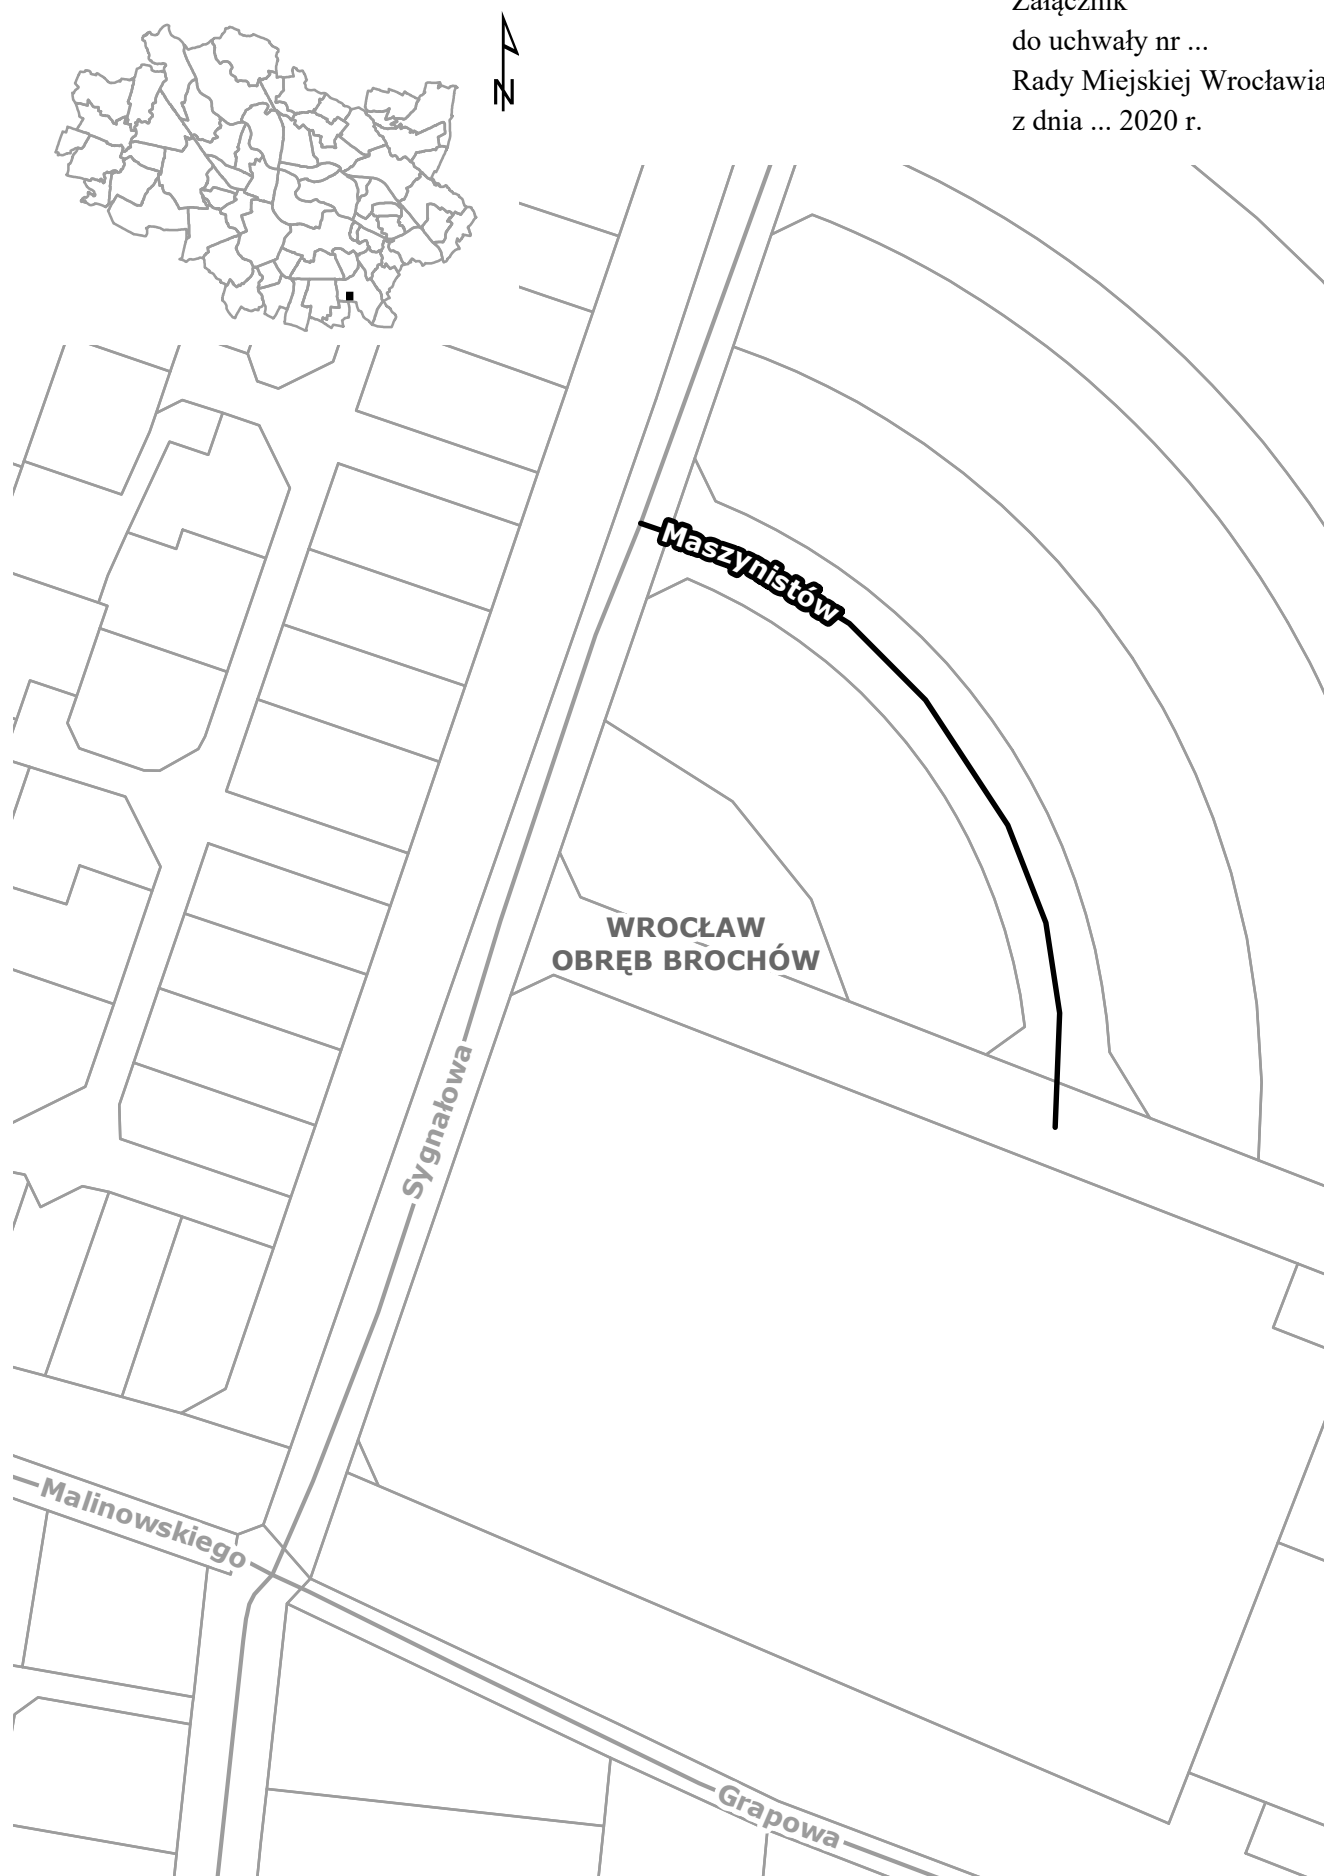 Załącznik
do uchwały nr ...
Rady Miejskiej Wrocławia
z dnia ... 2020 r.
N
Maszynistów
WROCŁAW
OBRĘB BROCHÓW
Sygnałowa
Malinowskiego
Grapowa